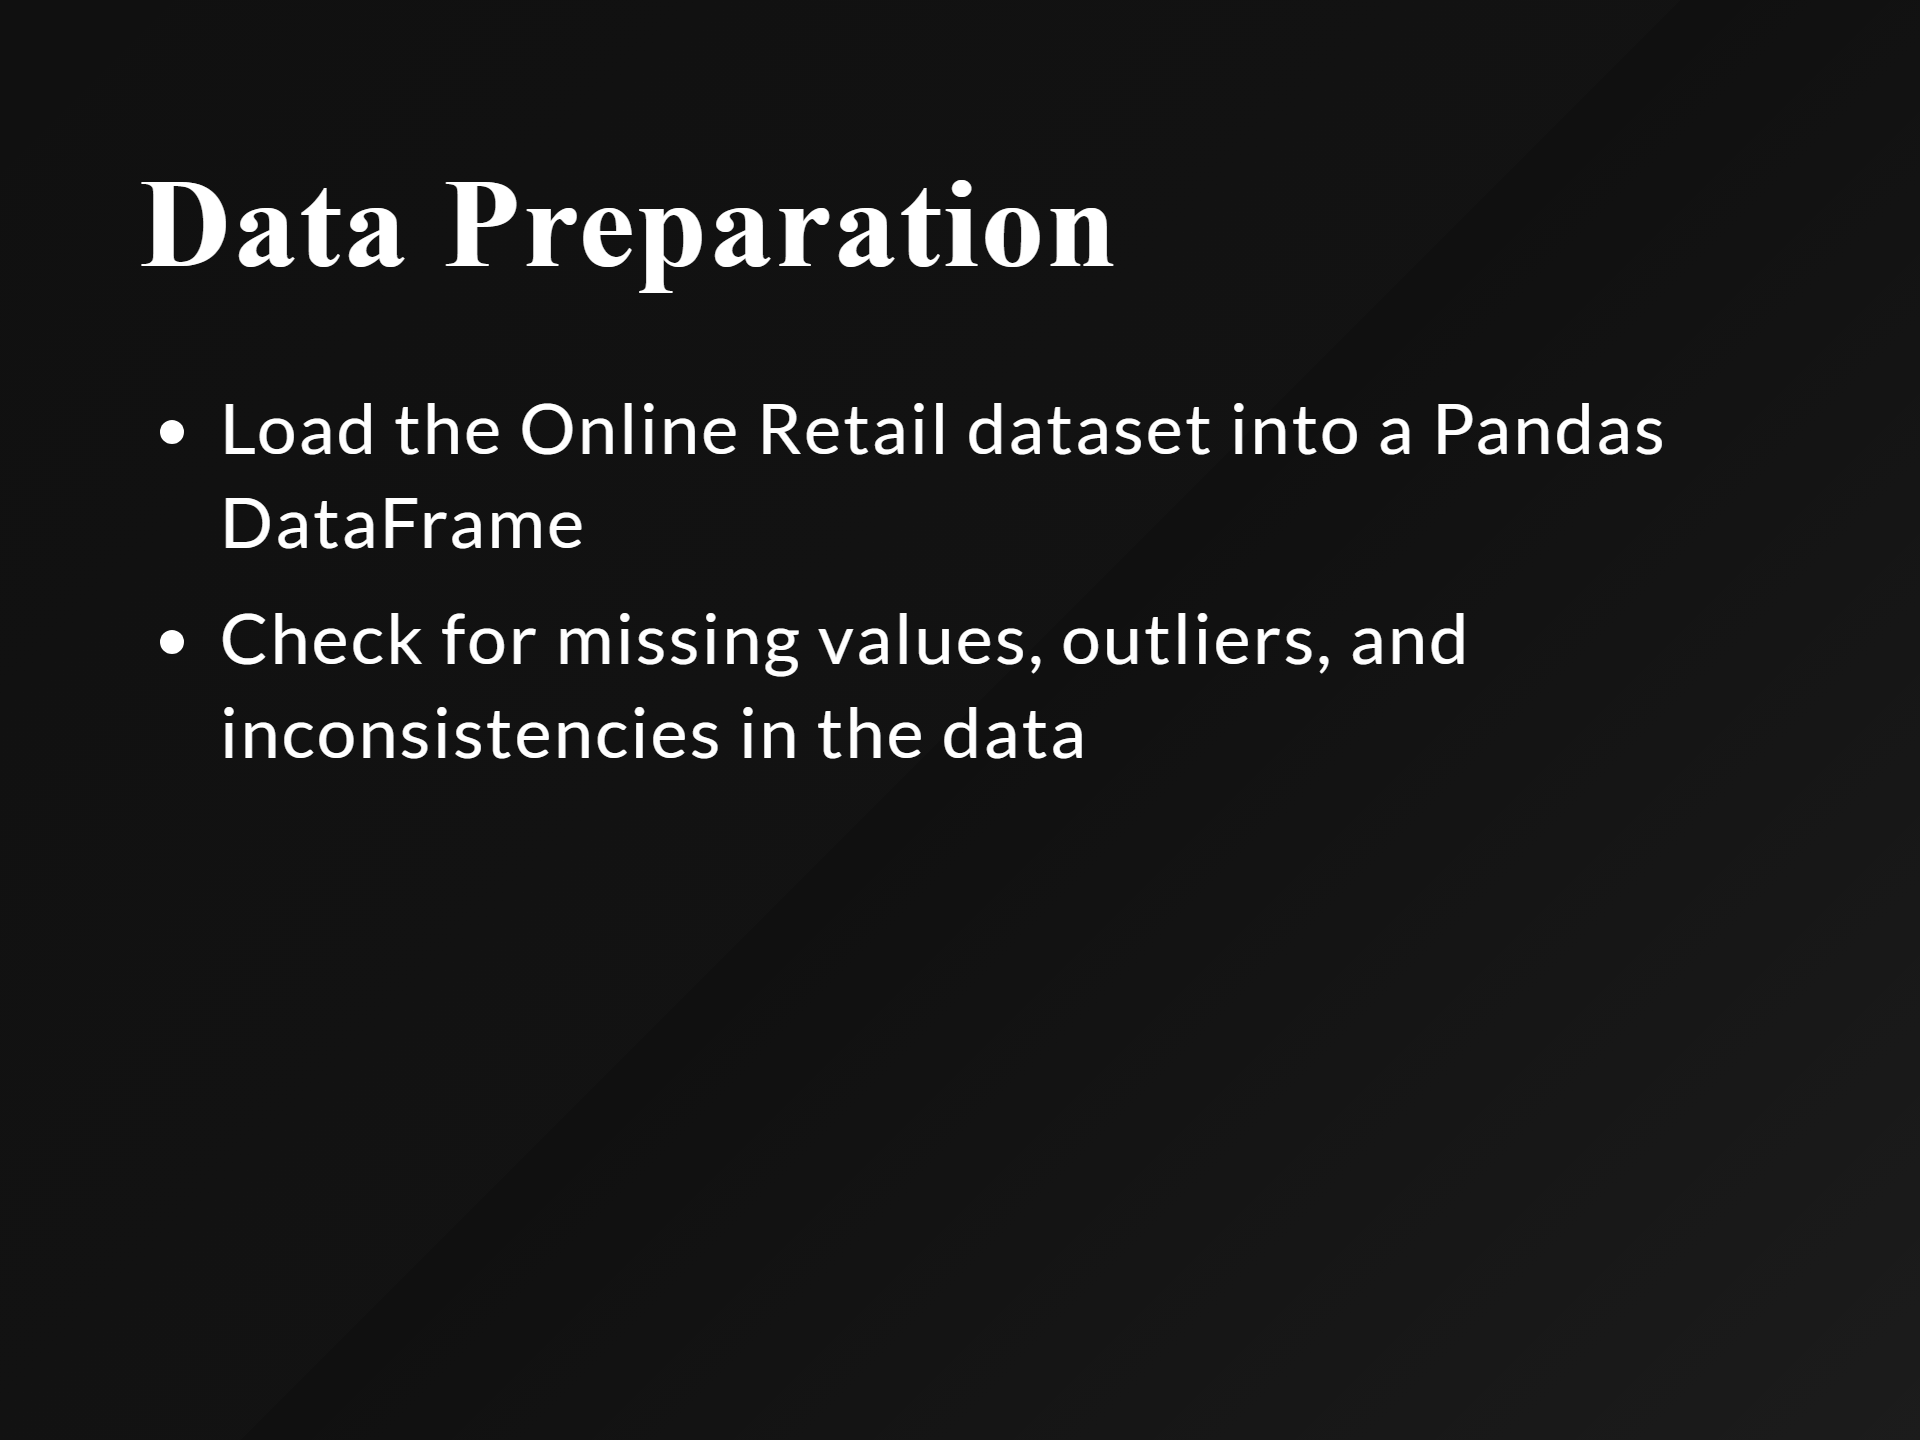 Data Preparation
• Load the Online Retail dataset into a Pandas
DataFrame
• Check for missing values, outliers, and
inconsistencies in the data